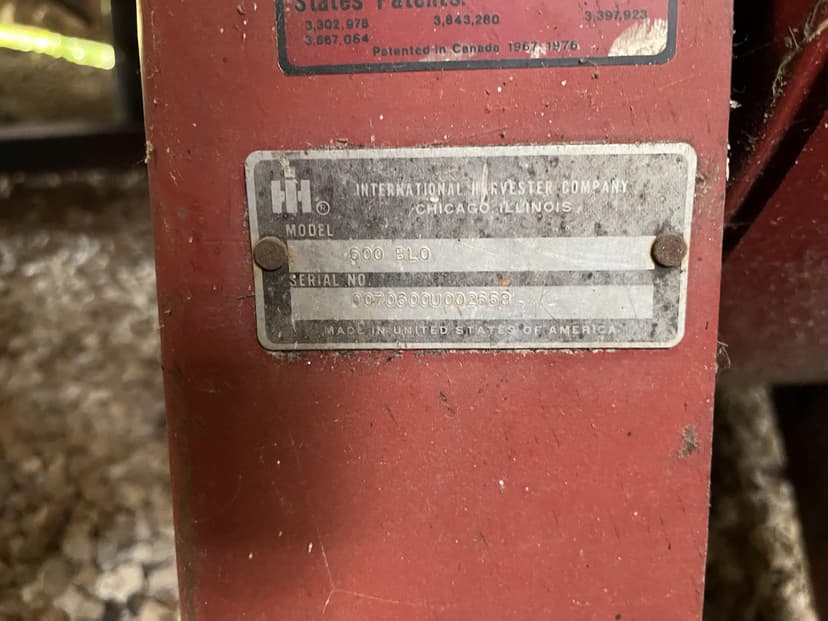 States Patents:
3,302,978 3,843,280 3,397,923
3,867,064
Patented in Canada 1967, 1976
IH ®
INTERNATIONAL HARVESTER COMPANY
CHICAGO ILLINOIS
MODEL
600 BLO
SERIAL NO
MADE IN UNITED STATES OF AMERICA